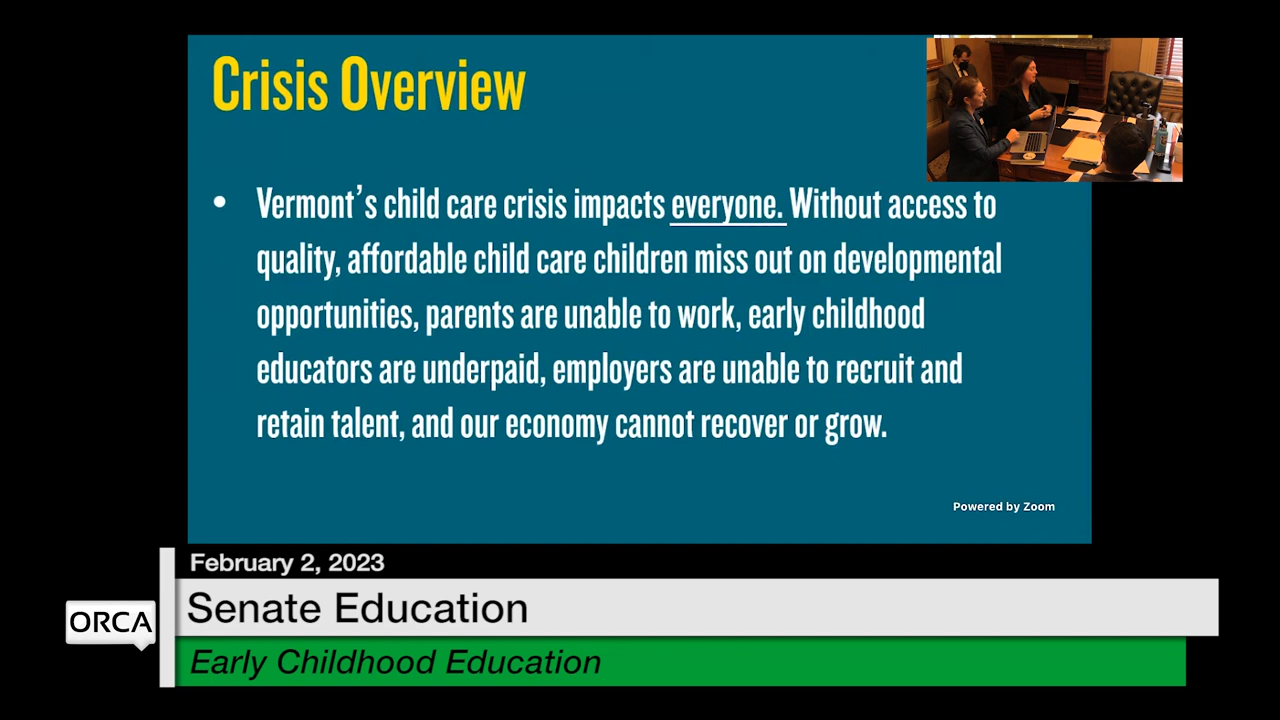 Crisis Overview
• Vermont's child care crisis impacts everyone. Without access to
quality, affordable child care children miss out on developmental
opportunities, parents are unable to work, early childhood
educators are underpaid, employers are unable to recruit and
retain talent, and our economy cannot recover or grow.
Powered by Zoom
February 2, 2023
Senate Education
ORCA
Early Childhood Education